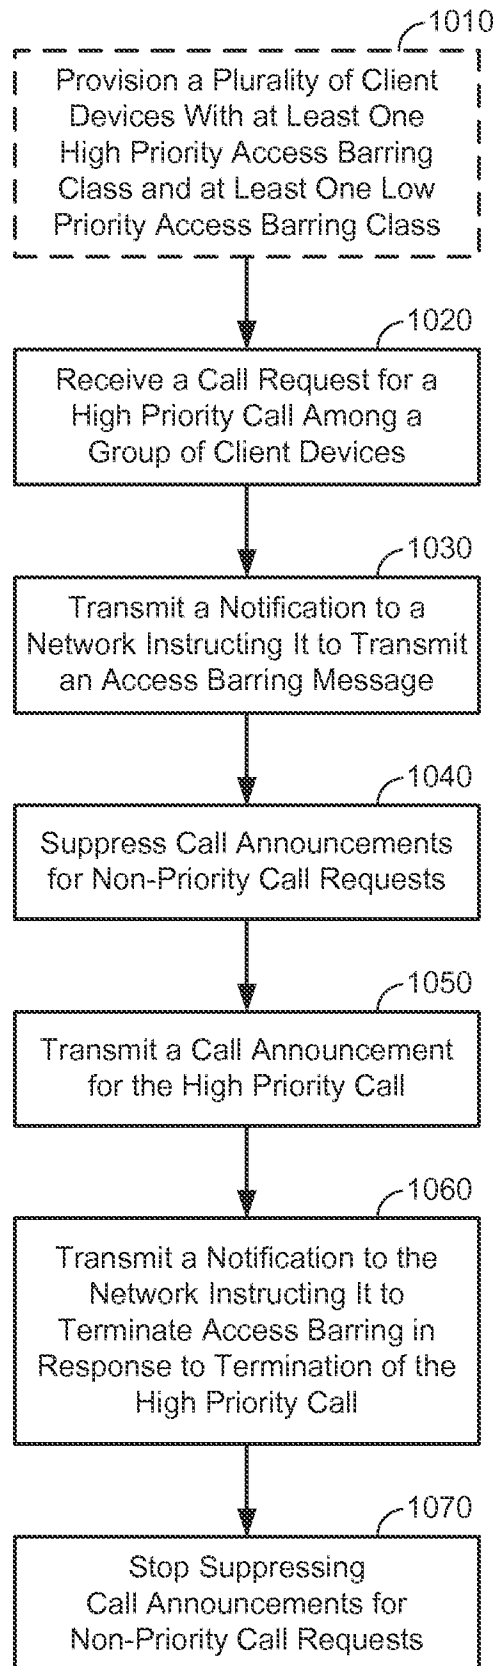 1010
Provision a Plurality of Client
Devices With at Least One
High Priority Access Barring
Class and at Least One Low
Priority Access Barring Class
1020
Receive a Call Request for a
High Priority Call Among a
Group of Client Devices
1030
Transmit a Notification to a
Network Instructing It to Transmit
an Access Barring Message
1040
Suppress Call Announcements
for Non-Priority Call Requests
1050
Transmit a Call Announcement
for the High Priority Call
1060
Transmit a Notification to the
Network Instructing It to
Terminate Access Barring in
Response to Termination of the
High Priority Call
1070
Stop Suppressing
Call Announcements for
Non-Priority Call Requests